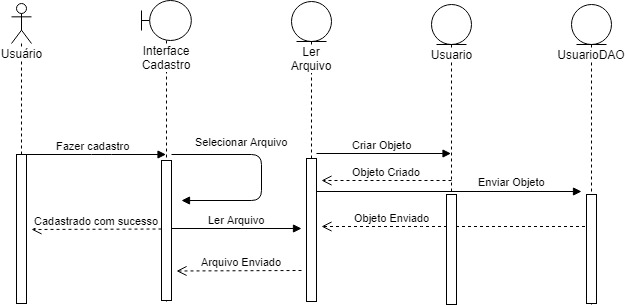 Usuário
Interface
Cadastro
Ler
Arquivo
Usuario
UsuarioDAO
Fazer cadastro
Selecionar Arquivo
Criar Objeto
Objeto Criado
Enviar Objeto
Cadastrado com sucesso
Ler Arquivo
Objeto Enviado
Arquivo Enviado